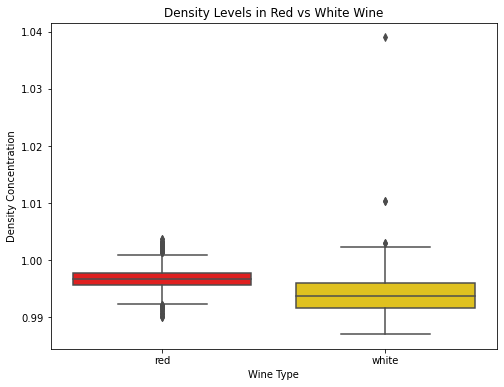 Density Levels in Red vs White Wine
1.04
1.03
1.02
1.01
1.00
0.99
Density Concentration
red
white
Wine Type